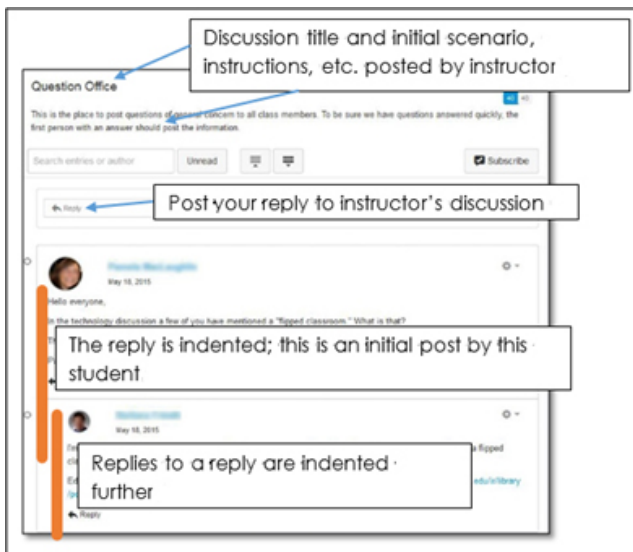 Discussion title and initial scenario,
instructions, etc. posted by instructor
Question Office
This is the place to post questions of general concern to all class members. To be sure we have questions answered quickly, the
first person with an answer should post the information.
Search entries or author Unread Subscribe
Reply
Post your reply to instructor's discussion
May 18, 2015
Hello everyone,
In the technology discussion a few of you have mentioned a "flipped classroom." What is that?
The reply is indented; this is an initial post by this
student
May 18, 2015
a flipped
Replies to a reply are indented
further
Reply